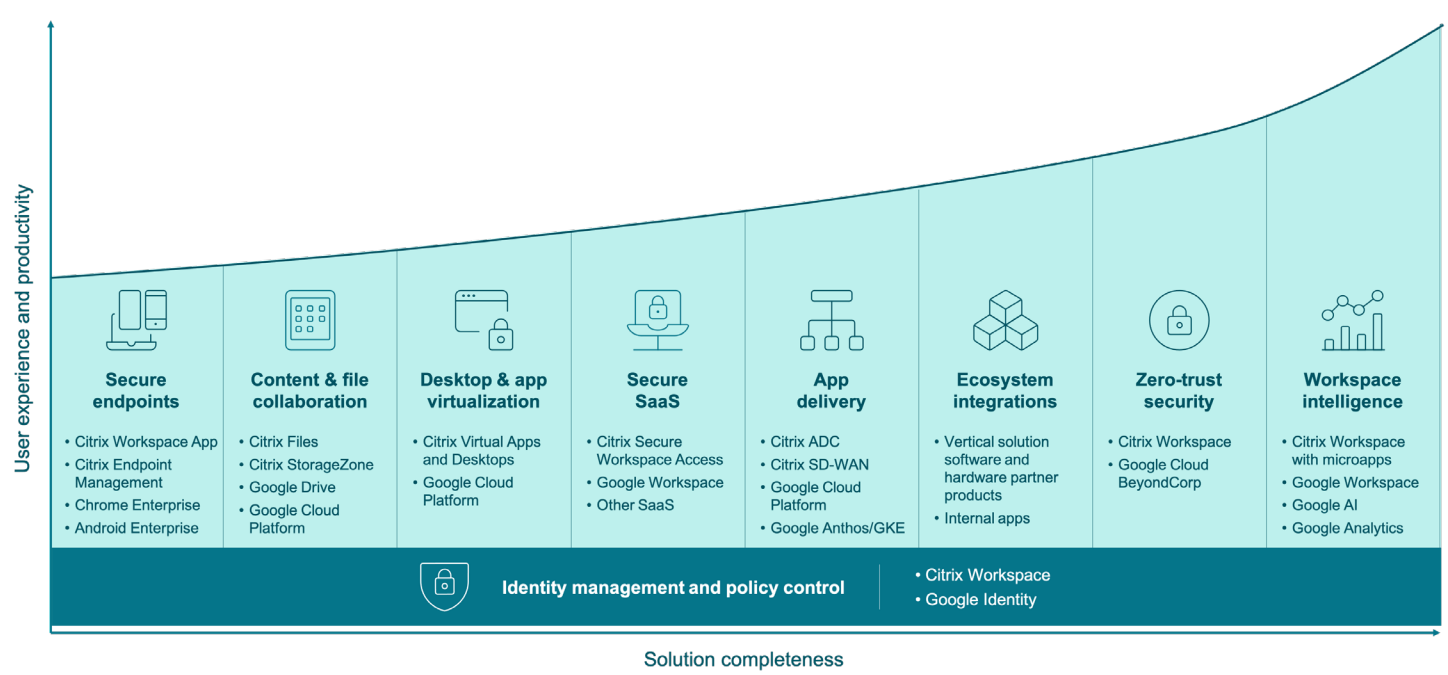 User experience and productivity
Secure
endpoints
• Citrix Workspace App
• Citrix Endpoint
Management
• Chrome Enterprise
• Android Enterprise
Content & file
collaboration
• Citrix Files
• Citrix StorageZone
• Google Drive
• Google Cloud
Platform
Desktop & app
virtualization
• Citrix Virtual Apps
and Desktops
• Google Cloud
Platform
Secure
SaaS
• Citrix Secure
Workspace Access
• Google Workspace
• Other SaaS
App
delivery
• Citrix ADC
• Citrix SD-WAN
• Google Cloud
Platform
• Google Anthos/GKE
Ecosystem
integrations
• Vertical solution
software and
hardware partner
products
• Internal apps
Zero-trust
security
• Citrix Workspace
• Google Cloud
BeyondCorp
Workspace
intelligence
• Citrix Workspace
with microapps
• Google Workspace
• Google AI
• Google Analytics
Identity management and policy control
• Citrix Workspace
• Google Identity
Solution completeness